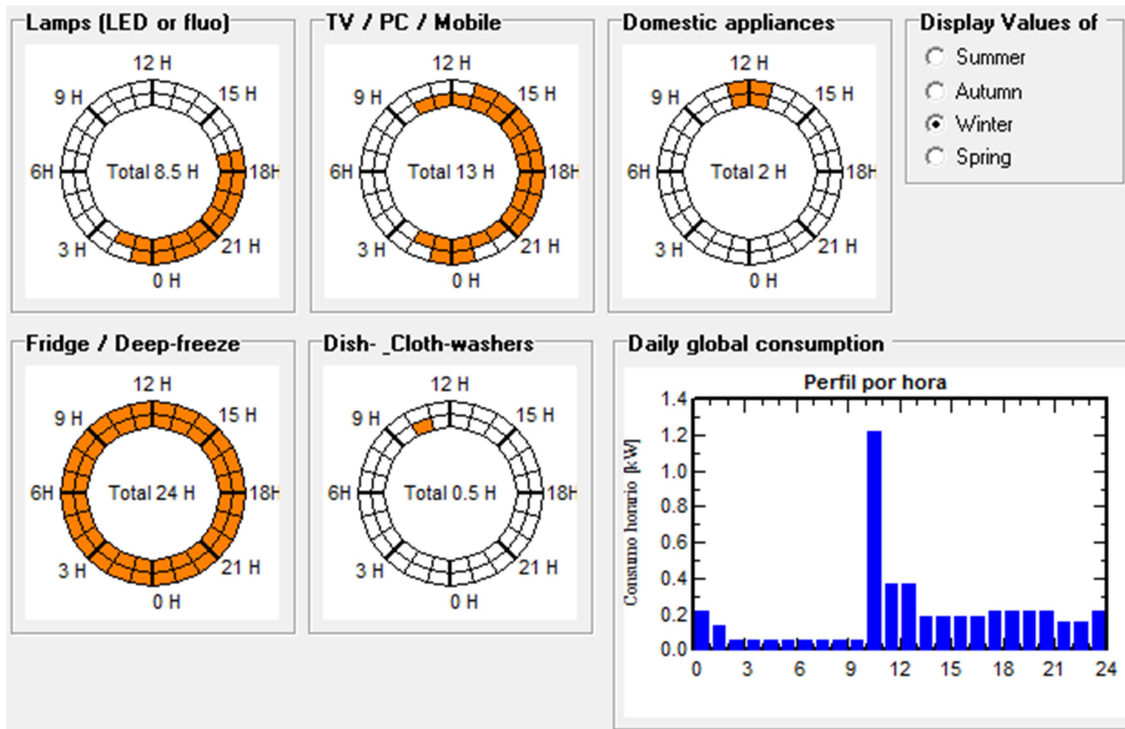 Lamps (LED or fluo)
12 H
9 H
15 H
6H
Total 8.5 H
18H
3 H
21 H
0 H
TV / PC / Mobile
12 H
9 H
15 H
6H
Total 13 H
18H
3 H
21 H
0 H
Domestic appliances
12 H
9 H
15 H
6H
Total 2 H
18H
3 H
21 H
0 H
Display Values of
Summer
Autumn
Winter
Spring
Fridge / Deep-freeze
12 H
9 H
15 H
6H
Total 24 H
18H
3 H
21 H
0 H
Dish- _Cloth-washers
12 H
9 H
15 H
6H
Total 0.5 H
18H
3 H
21 H
0 H
Daily global consumption
Perfil por hora
Consumo horario [kW]
1.4
1.2
1.0
0.8
0.6
0.4
0.2
0.0
0 3 6 9 12 15 18 21 24